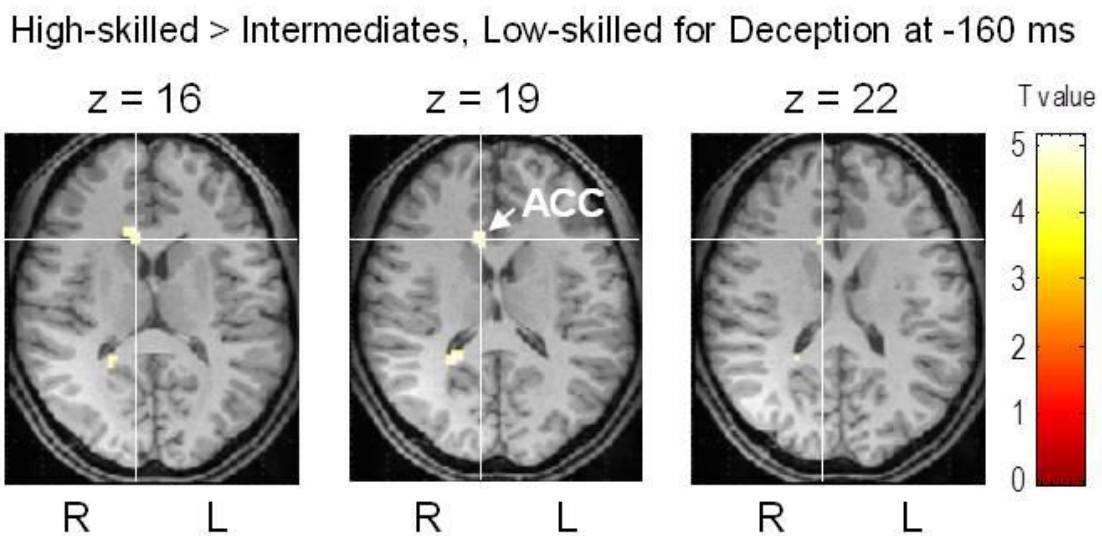 High-skilled > Intermediates, Low-skilled for Deception at -160 ms
z = 16
z = 19
z = 22
T value
ACC
5
4
3
2
1
0
R L
R L
R L